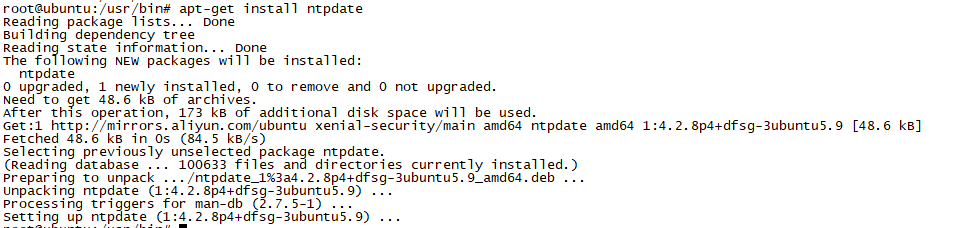 root@ubuntu:/usr/bin# apt-get install ntpdate
Reading package lists... Done
Building dependency tree
Reading state information... Done
The following NEW packages will be installed:
  ntpdate
0 upgraded, 1 newly installed, 0 to remove and 0 not upgraded.
Need to get 48.6 kB of archives.
After this operation, 173 kB of additional disk space will be used.
Get:1 http://mirrors.aliyun.com/ubuntu xenial-security/main amd64 ntpdate amd64 1:4.2.8p4+dfsg-3ubuntu5.9 [48.6 kB]
Fetched 48.6 kB in 0s (84.5 kB/s)
Selecting previously unselected package ntpdate.
(Reading database ... 100633 files and directories currently installed.)
Preparing to unpack .../ntpdate_1%3a4.2.8p4+dfsg-3ubuntu5.9_amd64.deb ...
Unpacking ntpdate (1:4.2.8p4+dfsg-3ubuntu5.9) ...
Processing triggers for man-db (2.7.5-1) ...
Setting up ntpdate (1:4.2.8p4+dfsg-3ubuntu5.9) ...
root@ubuntu:/usr/bin#